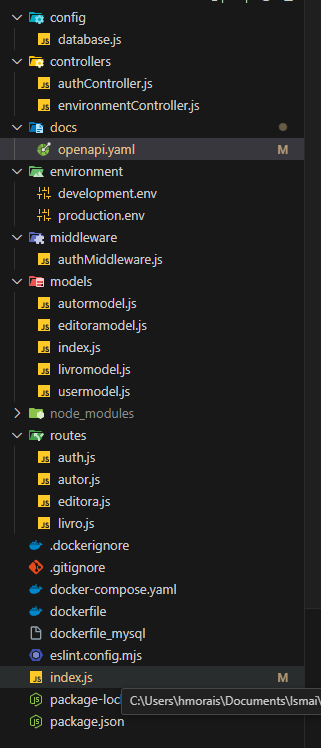 config
database.js
controllers
authController.js
environmentController.js
docs
openapi.yaml M
environment
development.env
production.env
middleware
authMiddleware.js
models
autormodel.js
editoramodel.js
index.js
livromodel.js
usermodel.js
node_modules
routes
auth.js
autor.js
editora.js
livro.js
.dockerignore
.gitignore
docker-compose.yaml
dockerfile
dockerfile_mysql
eslint.config.mjs
index.js M
package-loc
C:\Users\hmorais\Documents\Ismai\
package.json